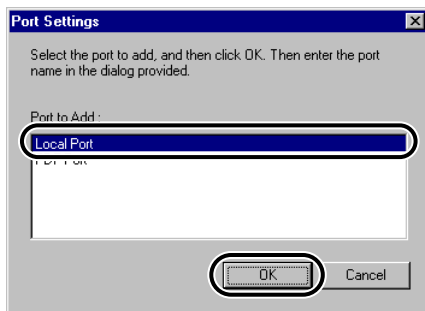 Port Settings
Select the port to add, and then click OK. Then enter the port
name in the dialog provided.
Port to Add :
Local Port
OK
Cancel